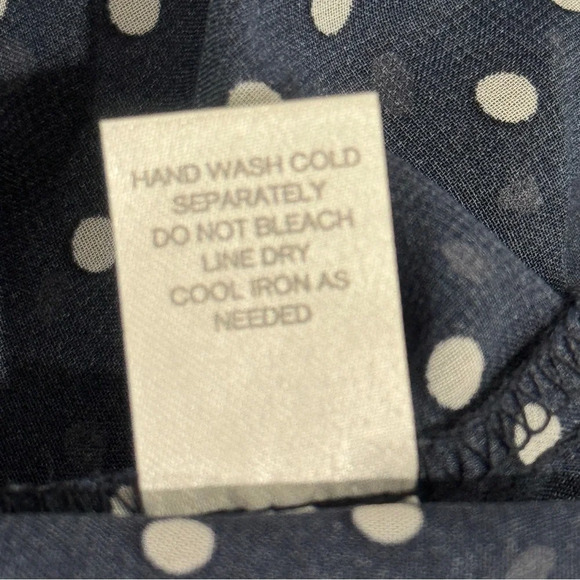 HAND WASH COLD
SEPARATELY
DO NOT BLEACH
LINE DRY
COOL IRON AS
NEEDED